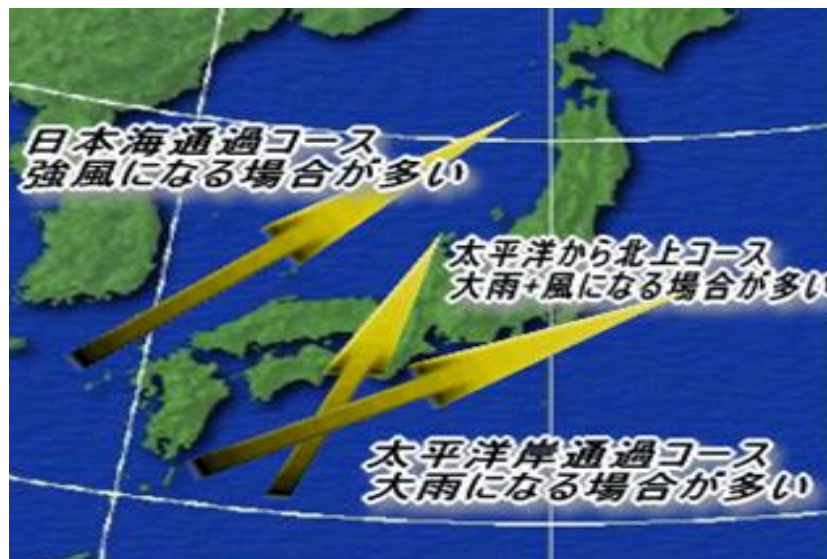 日本海通過コース
強風になる場合が多い
太平洋から北上コース
大雨+風になる場合が多い
太平洋岸通過コース
大雨になる場合が多い